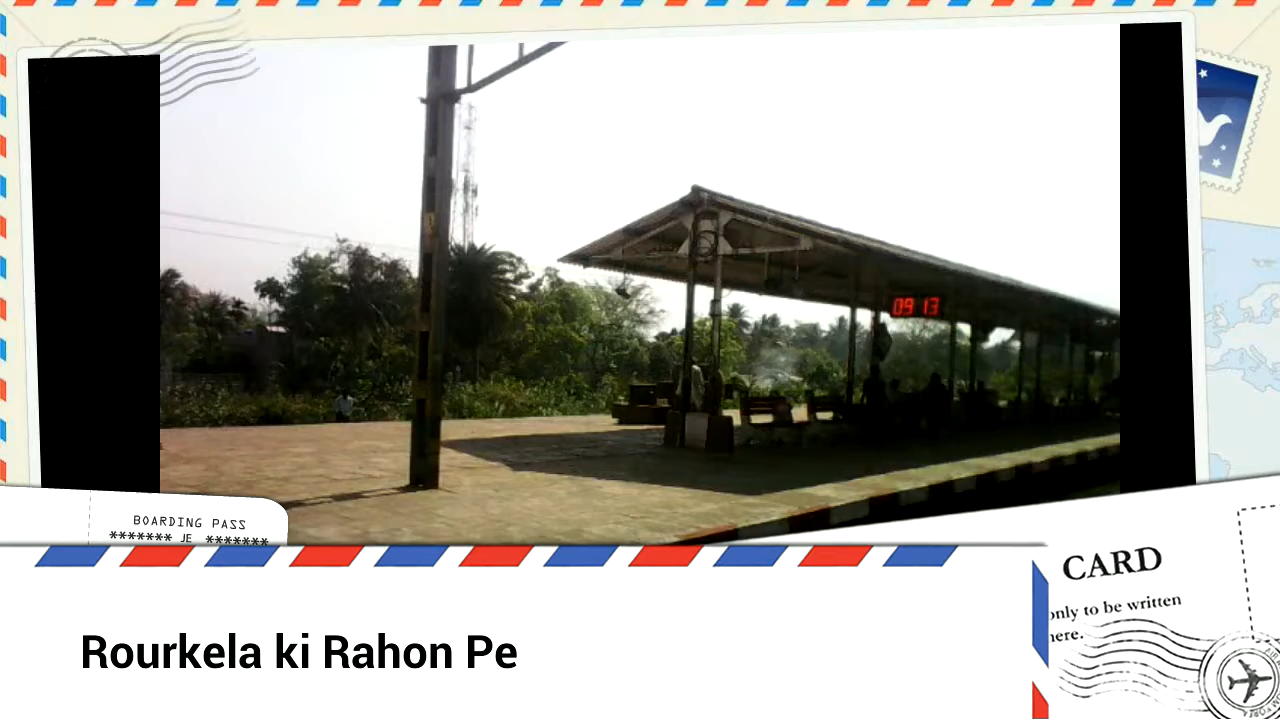 09 13
BOARDING PASS
******* JE *******
CARD
only to be written
here.
Rourkela ki Rahon Pe